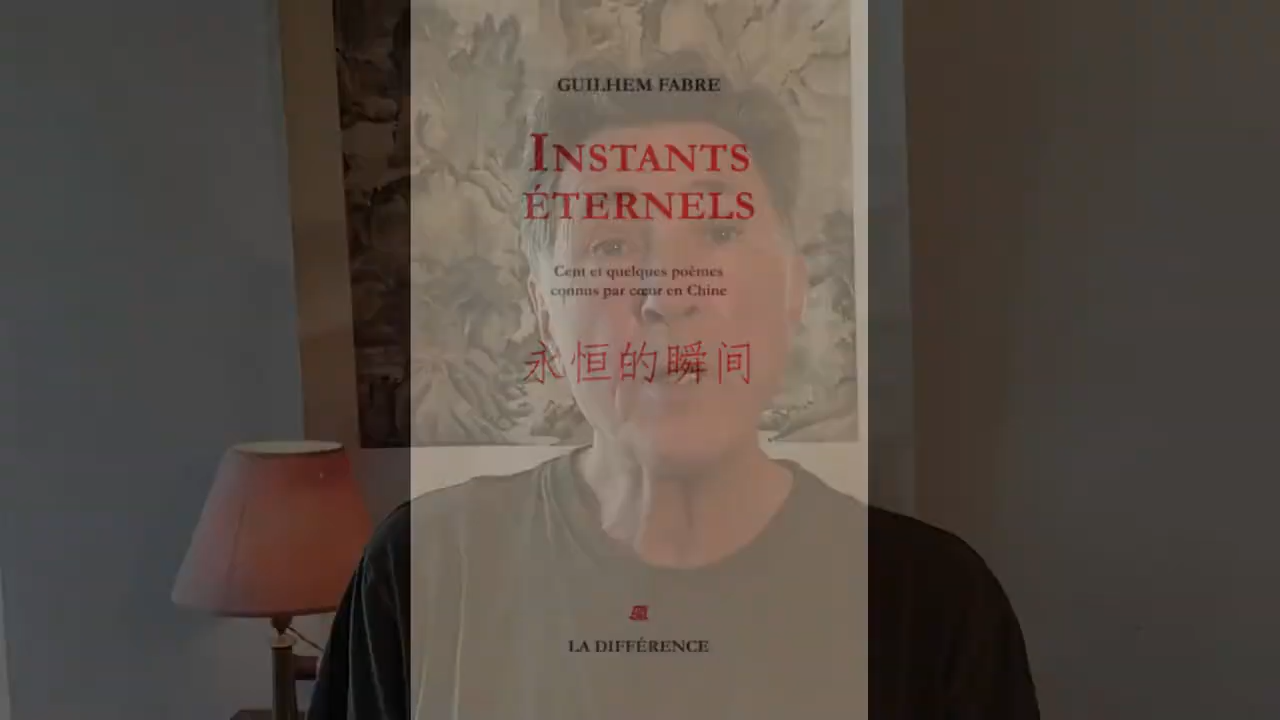 GUILHEM FABRE
INSTANTS
ÉTERNELS
Cent et quelques poèmes
connus par cœur en Chine
永恒的瞬间
LA DIFFÉRENCE